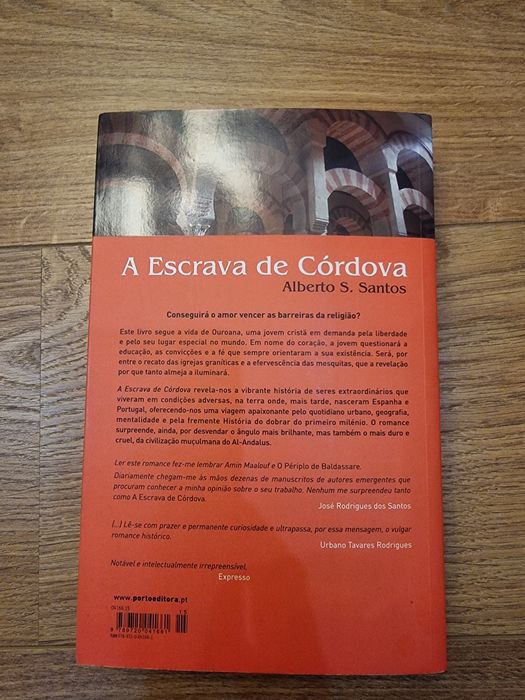 A Escrava de Córdova
Alberto S. Santos
Conseguirá o amor vencer as barreiras da religião?
Este livro segue a vida de Ouroana, uma jovem cristã em demanda pela liberdade
e pelo seu lugar especial no mundo. Em nome do coração, a jovem questionará a
educação, as convicções e a fé que sempre orientaram a sua existência. Será, por
entre o recato das igrejas graníticas e a efervescência das mesquitas, que a revelação
por que tanto almeja a iluminará.
A Escrava de Córdova revela-nos a vibrante história de seres extraordinários que
viveram em condições adversas, na terra onde, mais tarde, nasceram Espanha e
Portugal, oferecendo-nos uma viagem apaixonante pelo quotidiano urbano, geografia,
mentalidade e pela fremente História do dobrar do primeiro milénio. O romance
surpreende, ainda, por desvendar o ângulo mais brilhante, mas também o mais duro e
cruel, da civilização muçulmana do Al-Andalus.
Ler este romance fez-me lembrar Amin Maalouf e O Périplo de Baldassare.
Diariamente chegam-me às mãos dezenas de manuscritos de autores emergentes que
procuram conhecer a minha opinião sobre o seu trabalho. Nenhum me surpreendeu tanto
como A Escrava de Córdova.
José Rodrigues dos Santos
(...) Lê-se com prazer e permanente curiosidade e ultrapassa, por essa mensagem, o vulgar
romance histórico.
Urbano Tavares Rodrigues
Notável e intelectualmente irrepreensível.
Expresso
www.portoeditora.pt
04168.15
15
9 789720 041681